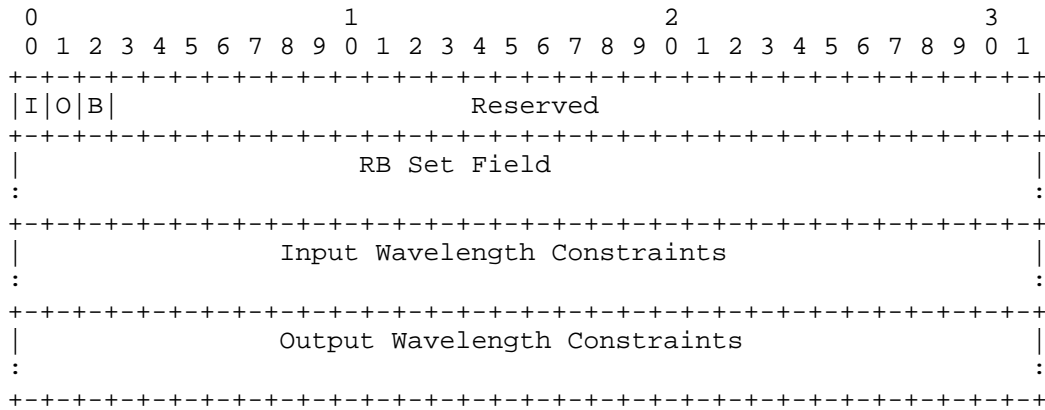 0                   1                   2                   3
 0 1 2 3 4 5 6 7 8 9 0 1 2 3 4 5 6 7 8 9 0 1 2 3 4 5 6 7 8 9 0 1
+-+-+-+-+-+-+-+-+-+-+-+-+-+-+-+-+-+-+-+-+-+-+-+-+-+-+-+-+-+-+-+-+
|I|O|B|                      Reserved                           |
+-+-+-+-+-+-+-+-+-+-+-+-+-+-+-+-+-+-+-+-+-+-+-+-+-+-+-+-+-+-+-+-+
|                     RB Set Field                              |
:                                                               :
+-+-+-+-+-+-+-+-+-+-+-+-+-+-+-+-+-+-+-+-+-+-+-+-+-+-+-+-+-+-+-+-+
|                Input Wavelength Constraints                   |
:                                                               :
+-+-+-+-+-+-+-+-+-+-+-+-+-+-+-+-+-+-+-+-+-+-+-+-+-+-+-+-+-+-+-+-+
|                Output Wavelength Constraints                  |
:                                                               :
+-+-+-+-+-+-+-+-+-+-+-+-+-+-+-+-+-+-+-+-+-+-+-+-+-+-+-+-+-+-+-+-+